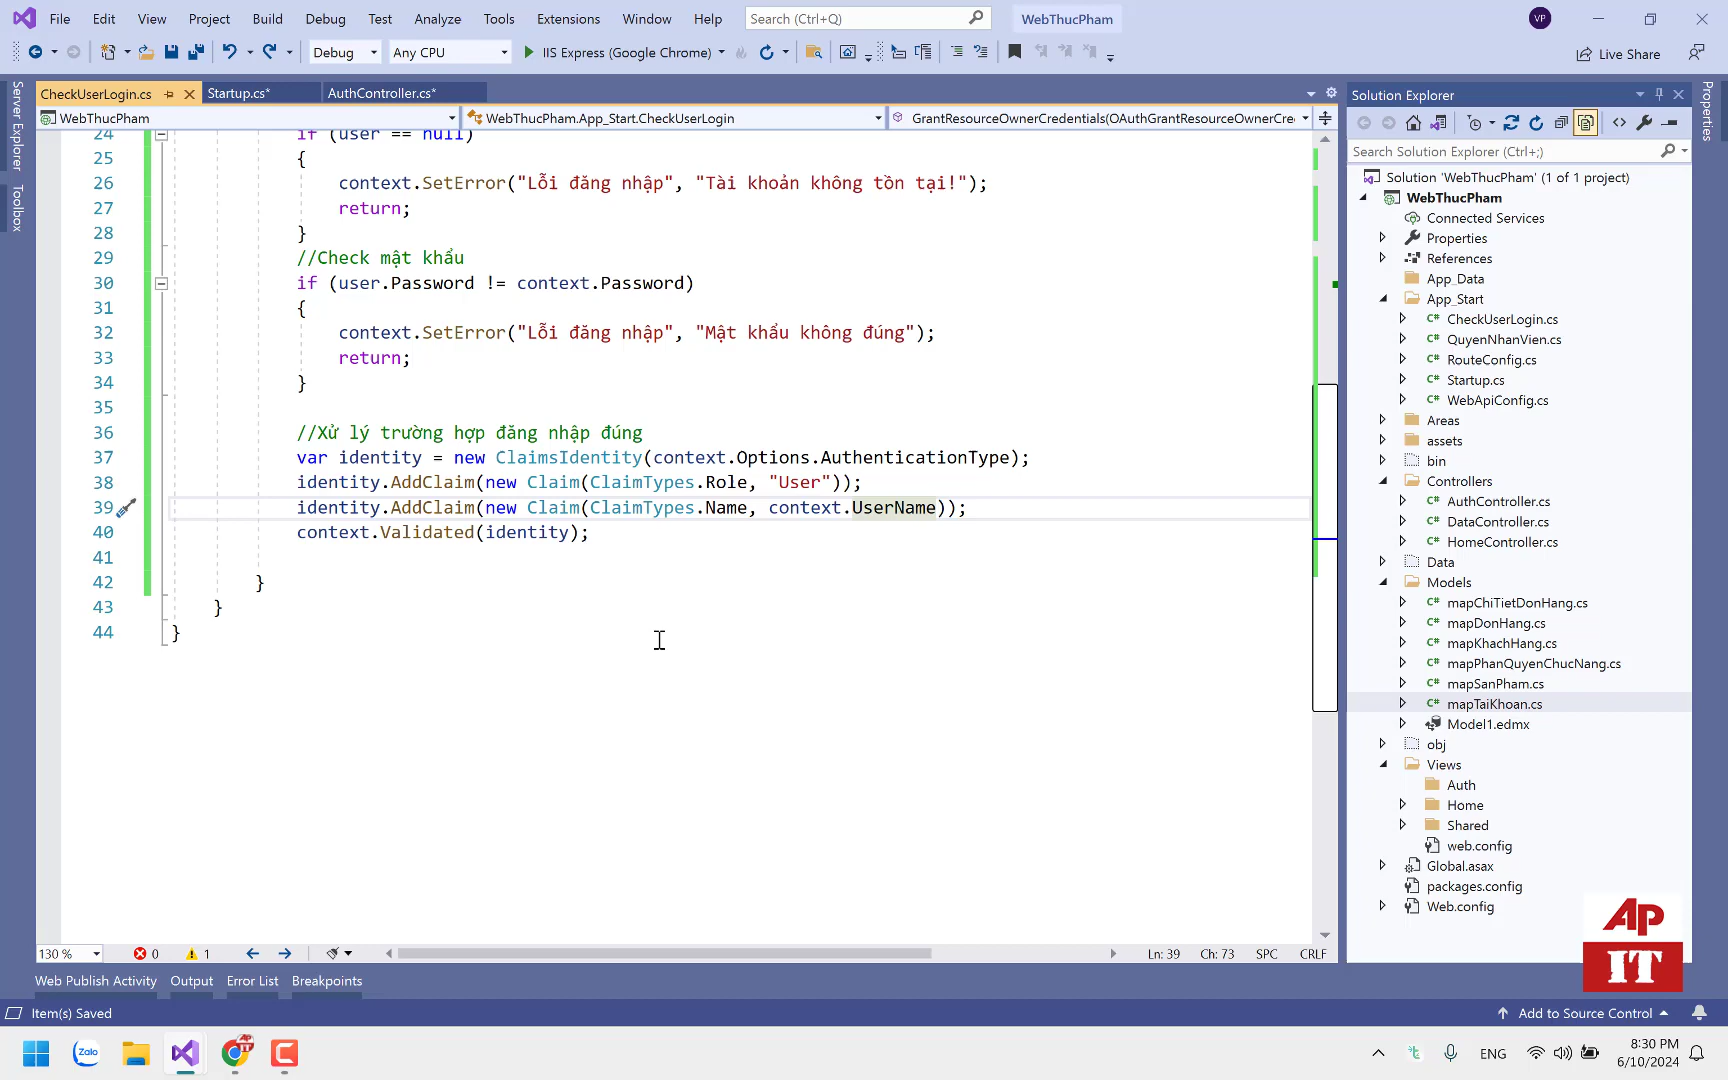 File Edit View Project Build Debug Test Analyze Tools Extensions Window Help Search (Ctrl+Q) WebThucPham VP
Debug Any CPU IIS Express (Google Chrome) Live Share
Server Explorer
Toolbox
CheckUserLogin.cs Startup.cs* AuthController.cs*
WebThucPham WebThucPham.App_Start.CheckUserLogin GrantResourceOwnerCredentials(OAuthGrantResourceOwnerCre
24 if (user == null)
25 {
26 context.SetError("Lỗi đăng nhập", "Tài khoản không tồn tại!");
27 return;
28 }
29 //Check mật khẩu
30 if (user.Password != context.Password)
31 {
32 context.SetError("Lỗi đăng nhập", "Mật khẩu không đúng");
33 return;
34 }
35
36 //Xử lý trường hợp đăng nhập đúng
37 var identity = new ClaimsIdentity(context.Options.AuthenticationType);
38 identity.AddClaim(new Claim(ClaimTypes.Role, "User"));
39 identity.AddClaim(new Claim(ClaimTypes.Name, context.UserName));
40 context.Validated(identity);
41
42 }
43 }
44 }
130 % 0 1 Ln: 39 Ch: 73 SPC CRLF
Web Publish Activity Output Error List Breakpoints
Item(s) Saved Add to Source Control
Solution Explorer
Search Solution Explorer (Ctrl+;)
Solution 'WebThucPham' (1 of 1 project)
WebThucPham
Connected Services
Properties
References
App_Data
App_Start
CheckUserLogin.cs
QuyenNhanVien.cs
RouteConfig.cs
Startup.cs
WebApiConfig.cs
Areas
assets
bin
Controllers
AuthController.cs
DataController.cs
HomeController.cs
Data
Models
mapChiTietDonHang.cs
mapDonHang.cs
mapKhachHang.cs
mapPhanQuyenChucNang.cs
mapSanPham.cs
mapTaiKhoan.cs
Model1.edmx
obj
Views
Auth
Home
Shared
web.config
Global.asax
packages.config
Web.config
Properties
AP
IT
Zalo
AP
IT
ENG
8:30 PM
6/10/2024